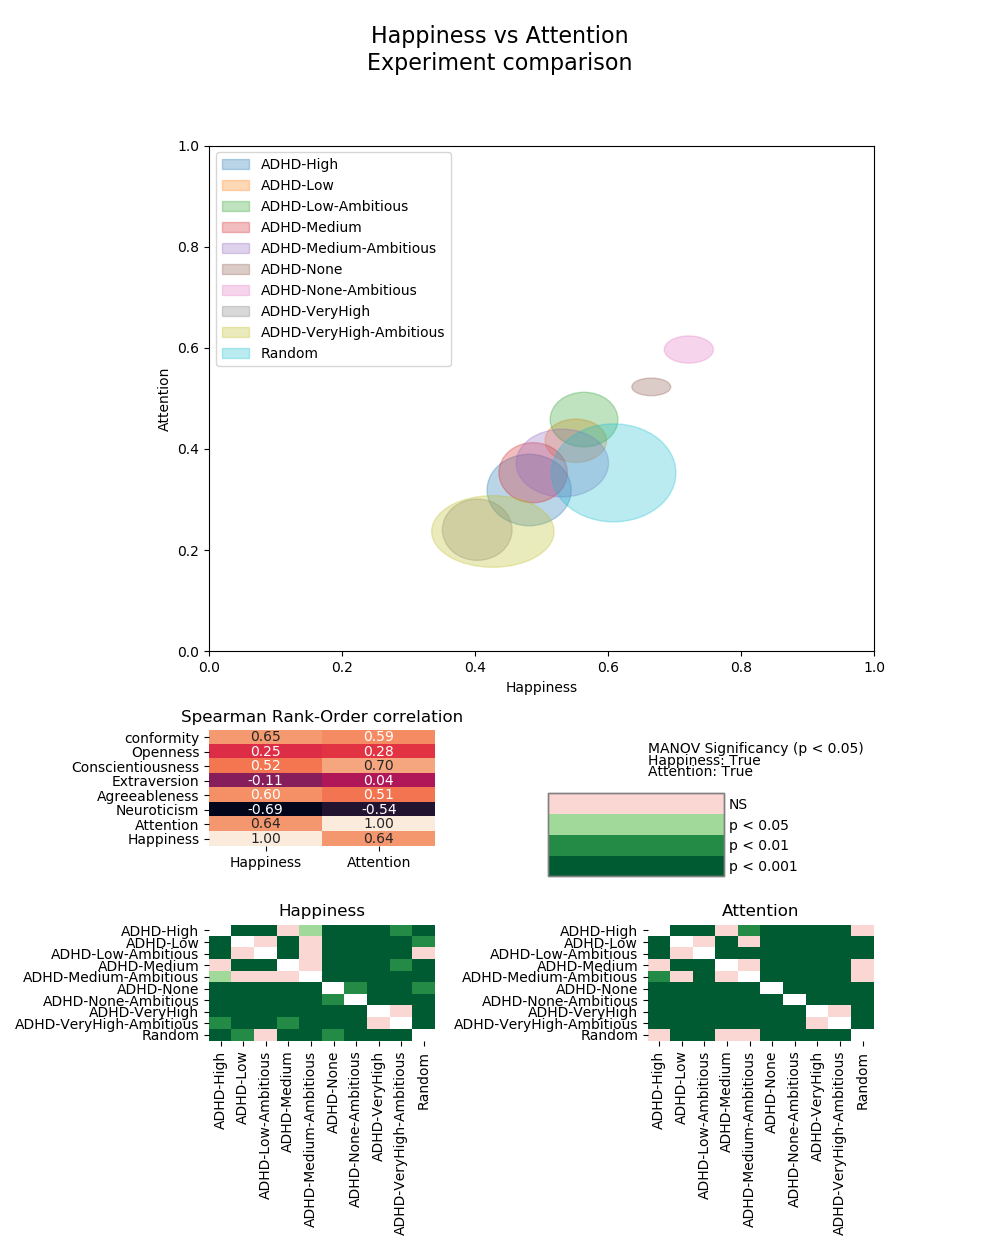 Happiness vs Attention
Experiment comparison
1.0
0.8
0.6
0.4
0.2
0.0
Attention
ADHD-High
ADHD-Low
ADHD-Low-Ambitious
ADHD-Medium
ADHD-Medium-Ambitious
ADHD-None
ADHD-None-Ambitious
ADHD-VeryHigh
ADHD-VeryHigh-Ambitious
Random
0.0 0.2 0.4 0.6 0.8 1.0
Happiness
Spearman Rank-Order correlation
conformity 0.65 0.59
Openness 0.25 0.28
Conscientiousness 0.52 0.70
Extraversion -0.11 0.04
Agreeableness 0.60 0.51
Neuroticism -0.69 -0.54
Attention 0.64 1.00
Happiness 1.00 0.64
Happiness Attention
MANOV Significancy (p < 0.05)
Happiness: True
Attention: True
NS
p < 0.05
p < 0.01
p < 0.001
Happiness
ADHD-High
ADHD-Low
ADHD-Low-Ambitious
ADHD-Medium
ADHD-Medium-Ambitious
ADHD-None
ADHD-None-Ambitious
ADHD-VeryHigh
ADHD-VeryHigh-Ambitious
Random
ADHD-High
ADHD-Low
ADHD-Low-Ambitious
ADHD-Medium
ADHD-Medium-Ambitious
ADHD-None
ADHD-None-Ambitious
ADHD-VeryHigh
ADHD-VeryHigh-Ambitious
Random
Attention
ADHD-High
ADHD-Low
ADHD-Low-Ambitious
ADHD-Medium
ADHD-Medium-Ambitious
ADHD-None
ADHD-None-Ambitious
ADHD-VeryHigh
ADHD-VeryHigh-Ambitious
Random
ADHD-High
ADHD-Low
ADHD-Low-Ambitious
ADHD-Medium
ADHD-Medium-Ambitious
ADHD-None
ADHD-None-Ambitious
ADHD-VeryHigh
ADHD-VeryHigh-Ambitious
Random